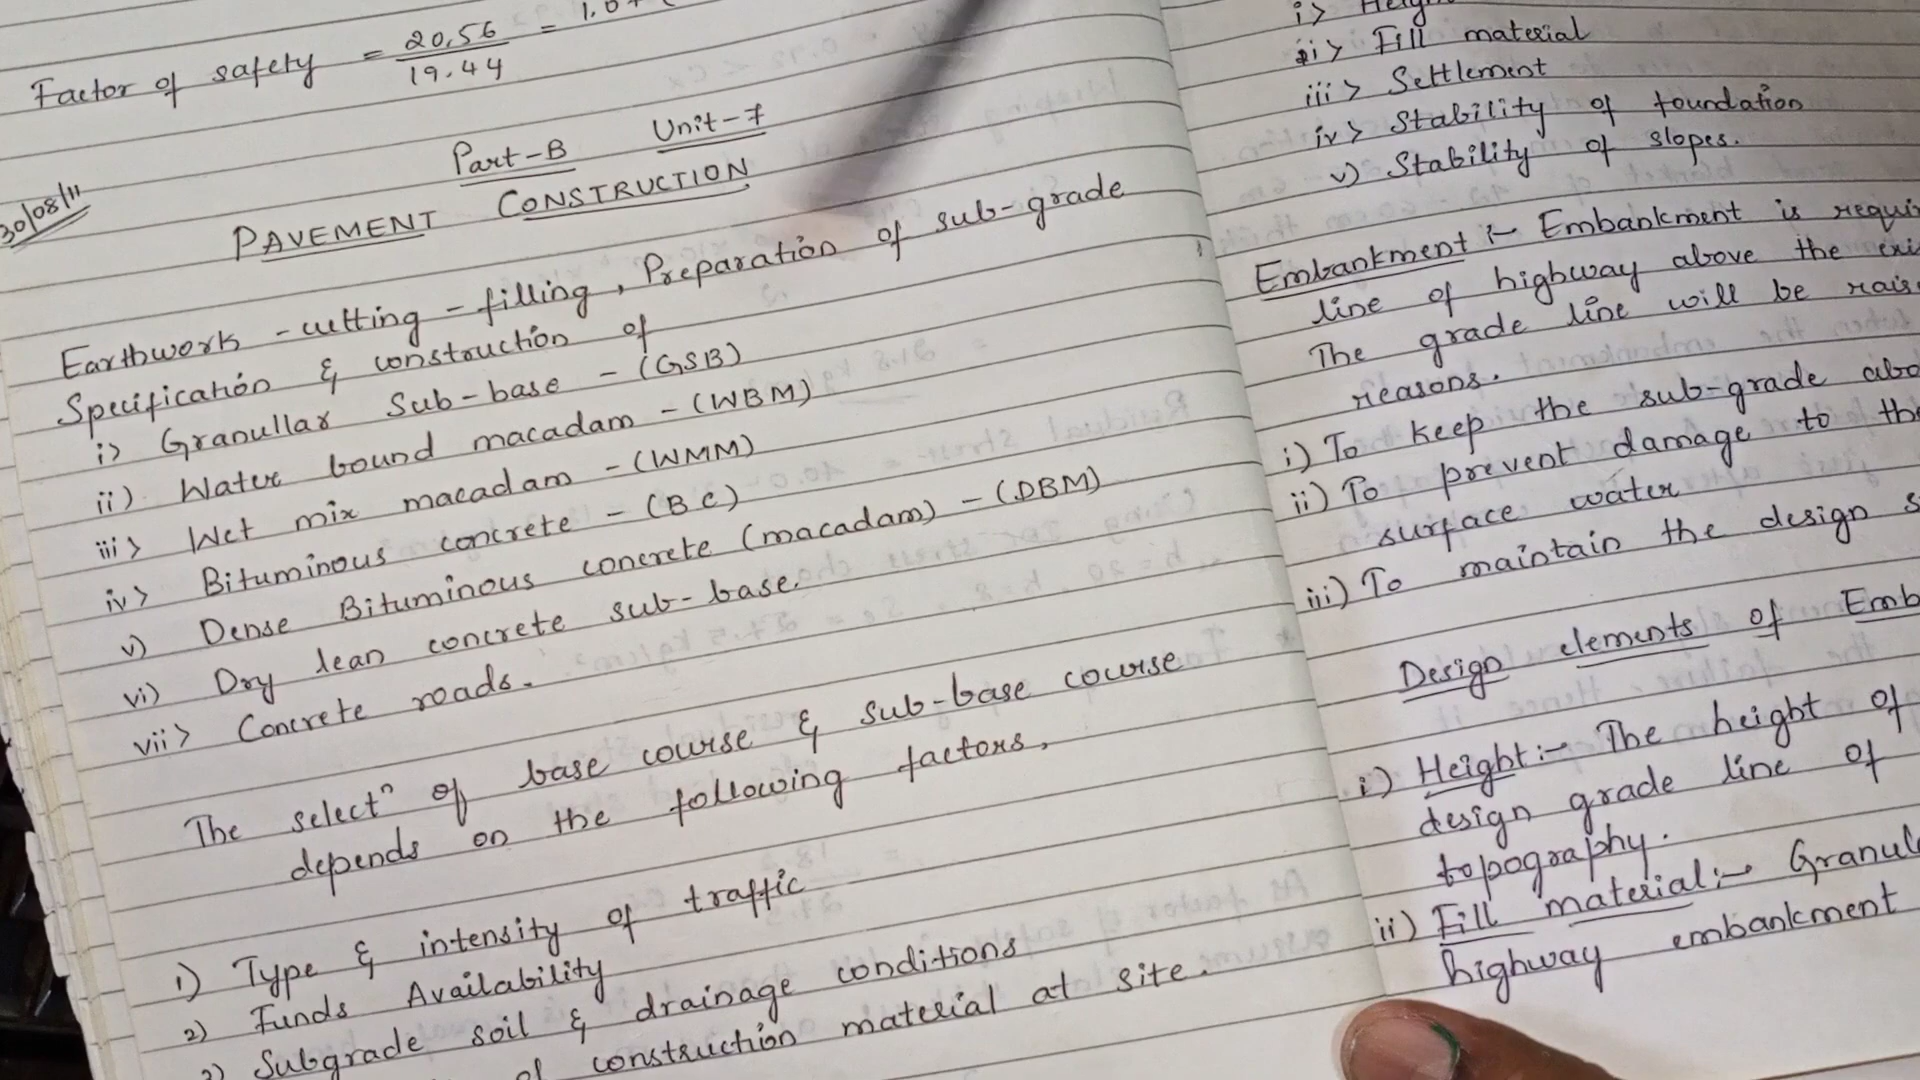 Factor of safety = 20.56 / 19.44 =
Part-B Unit-7
30/08/11
PAVEMENT CONSTRUCTION
Earthwork - cutting - filling, Preparation of sub-grade
Specification & construction of
i> Granullar Sub-base - (GSB)
ii) Water bound macadam - (WBM)
iii> Wet mix macadam - (WMM)
iv> Bituminous concrete - (BC)
v) Dense Bituminous concrete (macadam) - (DBM)
vi) Dry lean concrete sub-base.
vii> Concrete roads.
The selectⁿ of base course & sub-base course
depends on the following factors.
1) Type & intensity of traffic
2) Funds Availability
3) Subgrade soil & drainage conditions
of construction material at site.
i>
ii> Fill material
iii> Settlement
iv> Stability of foundation
v) Stability of slopes.
Embankment :- Embankment is
line of highway above the
The grade line will be
reasons.
i) To keep the sub-grade
ii) To prevent damage to
surface water
iii) To maintain the design
Design elements of
i) Height :- The height of
design grade line of
topography.
ii) Fill material :-
highway embankment